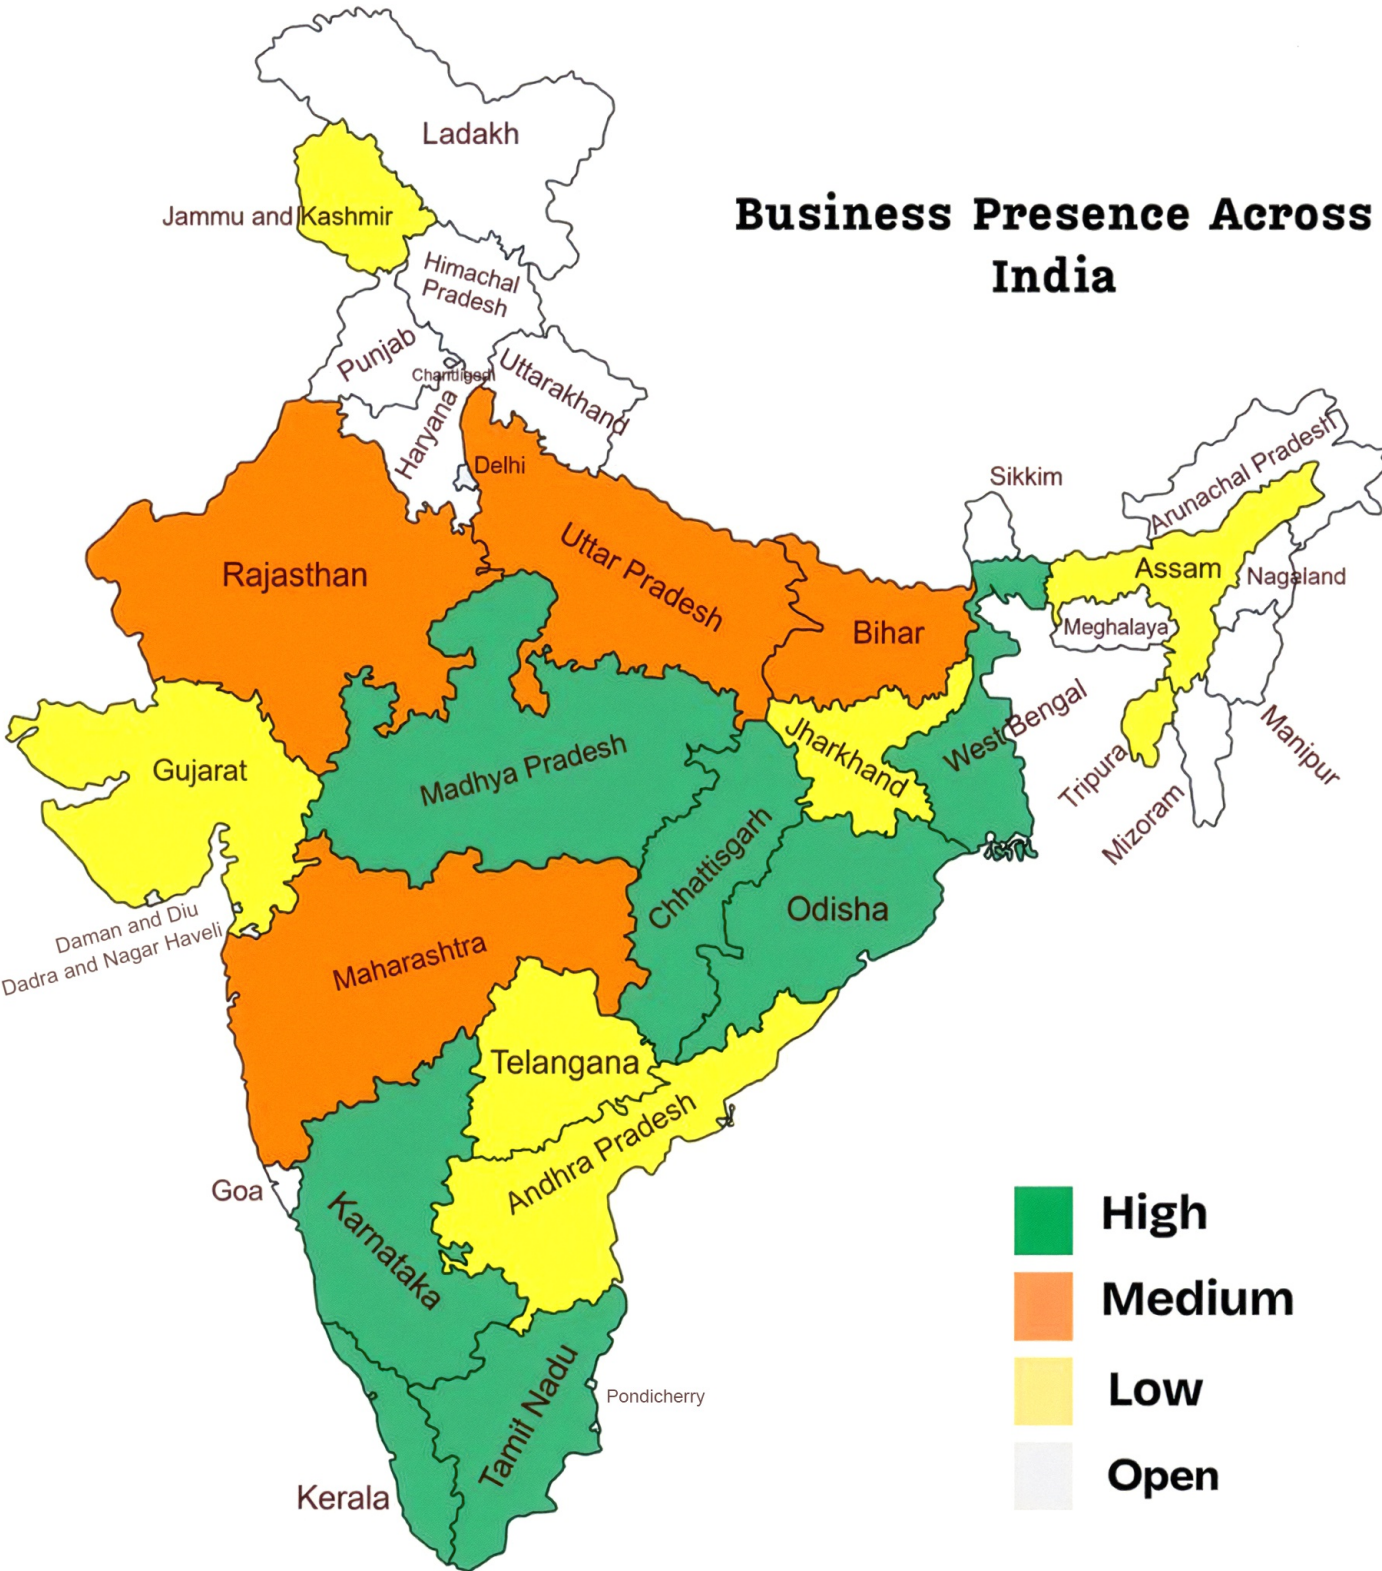 Ladakh
Jammu and Kashmir
Business Presence Across
India
Himachal
Pradesh
Punjab
Chandigarh
Uttarakhand
Haryana
Delhi
Sikkim
Arunachal Pradesh
Rajasthan
Uttar Pradesh
Bihar
Assam
Nagaland
Meghalaya
Manipur
Tripura
Mizoram
West Bengal
Jharkhand
Gujarat
Madhya Pradesh
Chhattisgarh
Odisha
Daman and Diu
Dadra and Nagar Haveli
Maharashtra
Telangana
Andhra Pradesh
Goa
Karnataka
Tamil Nadu
Pondicherry
Kerala
High
Medium
Low
Open